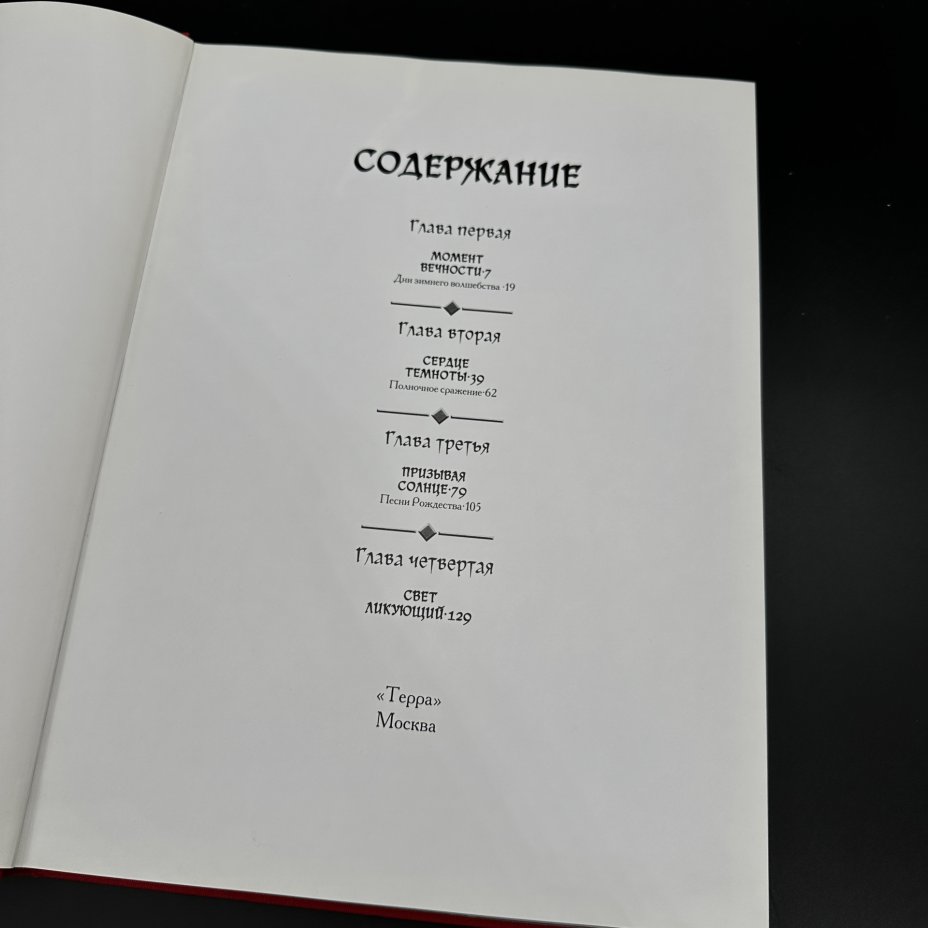 СОДЕРЖАНИЕ
Глава первая
МОМЕНТ
ВЕЧНОСТИ·7
Дни зимнего волшебства ·19
Глава вторая
СЕРДЦЕ
ТЕМНОТЫ·39
Полночное сражение·62
Глава третья
ПРИЗЫВАЯ
СОЛНЦЕ·79
Песни Рождества·105
Глава четвертая
СВЕТ
ЛИКУЮЩИЙ·129
«Терра»
Москва